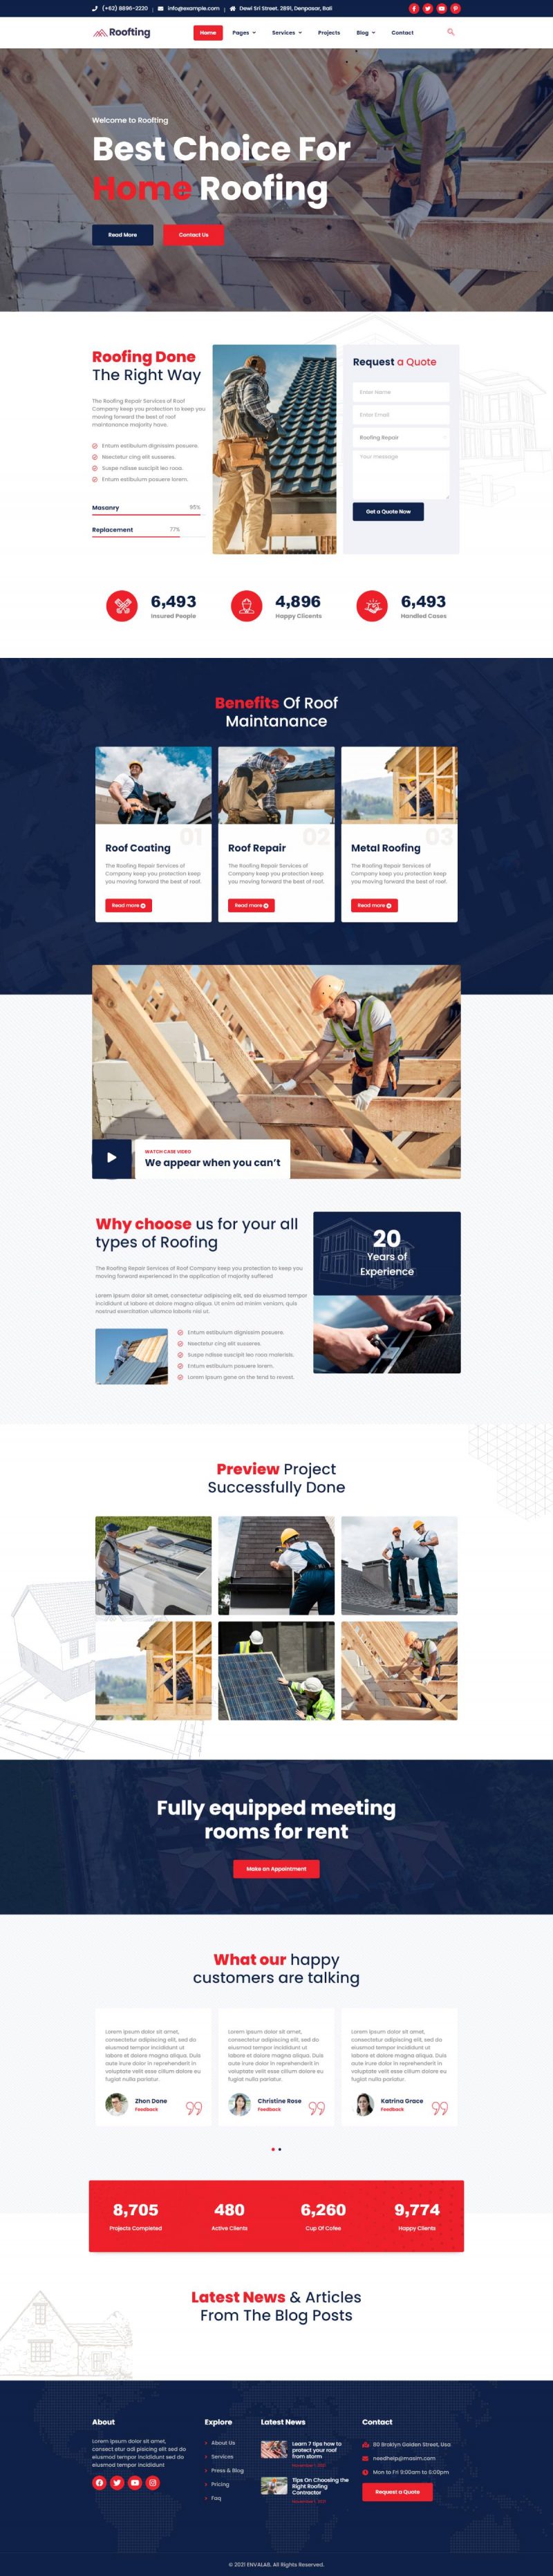 (+62) 8896-2220 | info@example.com | Dewi Sri Street. 2891, Denpasar, Bali
Roofting
Home Pages Services Projects Blog Contact
Welcome to Roofting
Best Choice For
Home Roofing
Read More
Contact Us
Roofing Done
The Right Way
The Roofing Repair Services of Roof
Company keep you protection to keep you
moving forward the best of roof
maintanance majority have.
Entum estibulum dignissim posuere.
Naectetur cing elit susseres.
Suspe ndisse suscipit leo rooa.
Entum estibulum posuere lorem.
Masonry 95%
Replacement 77%
Request a Quote
Enter Name
Enter Email
Roofing Repair
Your message
Get a Quote Now
6,493
Insured People
4,896
Happy Clicents
6,493
Handled Cases
Benefits Of Roof
Maintanance
01
Roof Coating
The Roofing Repair Services of
Company keep you protection keep
you moving forward the best of roof.
Read more
02
Roof Repair
The Roofing Repair Services of
Company keep you protection keep
you moving forward the best of roof.
Read more
03
Metal Roofing
The Roofing Repair Services of
Company keep you protection keep
you moving forward the best of roof.
Read more
WATCH CASE VIDEO
We appear when you can't
Why choose us for your all
types of Roofing
The Roofing Repair Services of Roof Company keep you protection to keep you
moving forward experienced in the application of majority suffered
Lorem ipsum dolor sit amet, consectetur adipiscing elit, sed do eiusmod tempor
incididunt ut labore et dolore magna aliqua. Ut enim ad minim veniam, quis
nostrud exercitation ullamco laboris nisi ut.
Entum estibulum dignissim posuere.
Naectetur cing elit susseres.
Suspe ndisse suscipit leo rooa materials.
Entum estibulum posuere lorem.
Lorem ipsum gone on the tend to revest.
20
Years of
Experience
Preview Project
Successfully Done
Fully equipped meeting
rooms for rent
Make an Appointment
What our happy
customers are talking
Lorem ipsum dolor sit amet,
consectetur adipiscing elit, sed do
eiusmod tempor incididunt ut
labore et dolore magna aliqua. Duis
aute irure dolor in reprehenderit in
voluptate velit esse cillum dolore eu
fugiat nulla pariatur.
Zhon Done
Feedback
Lorem ipsum dolor sit amet,
consectetur adipiscing elit, sed do
eiusmod tempor incididunt ut
labore et dolore magna aliqua. Duis
aute irure dolor in reprehenderit in
voluptate velit esse cillum dolore eu
fugiat nulla pariatur.
Christine Rose
Feedback
Lorem ipsum dolor sit amet,
consectetur adipiscing elit, sed do
eiusmod tempor incididunt ut
labore et dolore magna aliqua. Duis
aute irure dolor in reprehenderit in
voluptate velit esse cillum dolore eu
fugiat nulla pariatur.
Katrina Grace
Feedback
8,705
Projects Completed
480
Active Clients
6,260
Cup Of Cofee
9,774
Happy Clients
Latest News & Articles
From The Blog Posts
About
Lorem ipsum dolor sit amet,
consect etur adi pisicing elit sed do
eiusmod tempor incididunt sed do
eiusmod tempor incididunt
Explore
About Us
Services
Press & Blog
Pricing
Faq
Latest News
Learn 7 tips how to
protect your roof
from storm
Tips On Choosing the
Right Roofing
Contractor
Contact
80 Broklyn Golden Street, Usa
needhelp@masim.com
Mon to Fri 9:00am to 6:00pm
Request a Quote
© 2021 ENVALAB. All Rights Reserved.